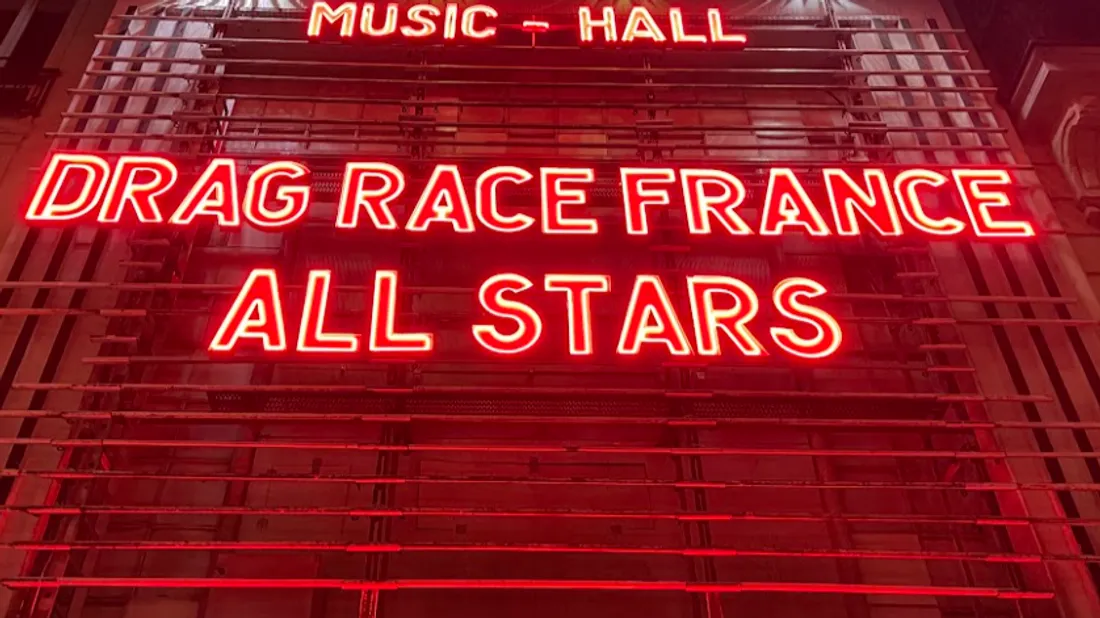 MUSIC - HALL
DRAG RACE FRANCE
ALL STARS